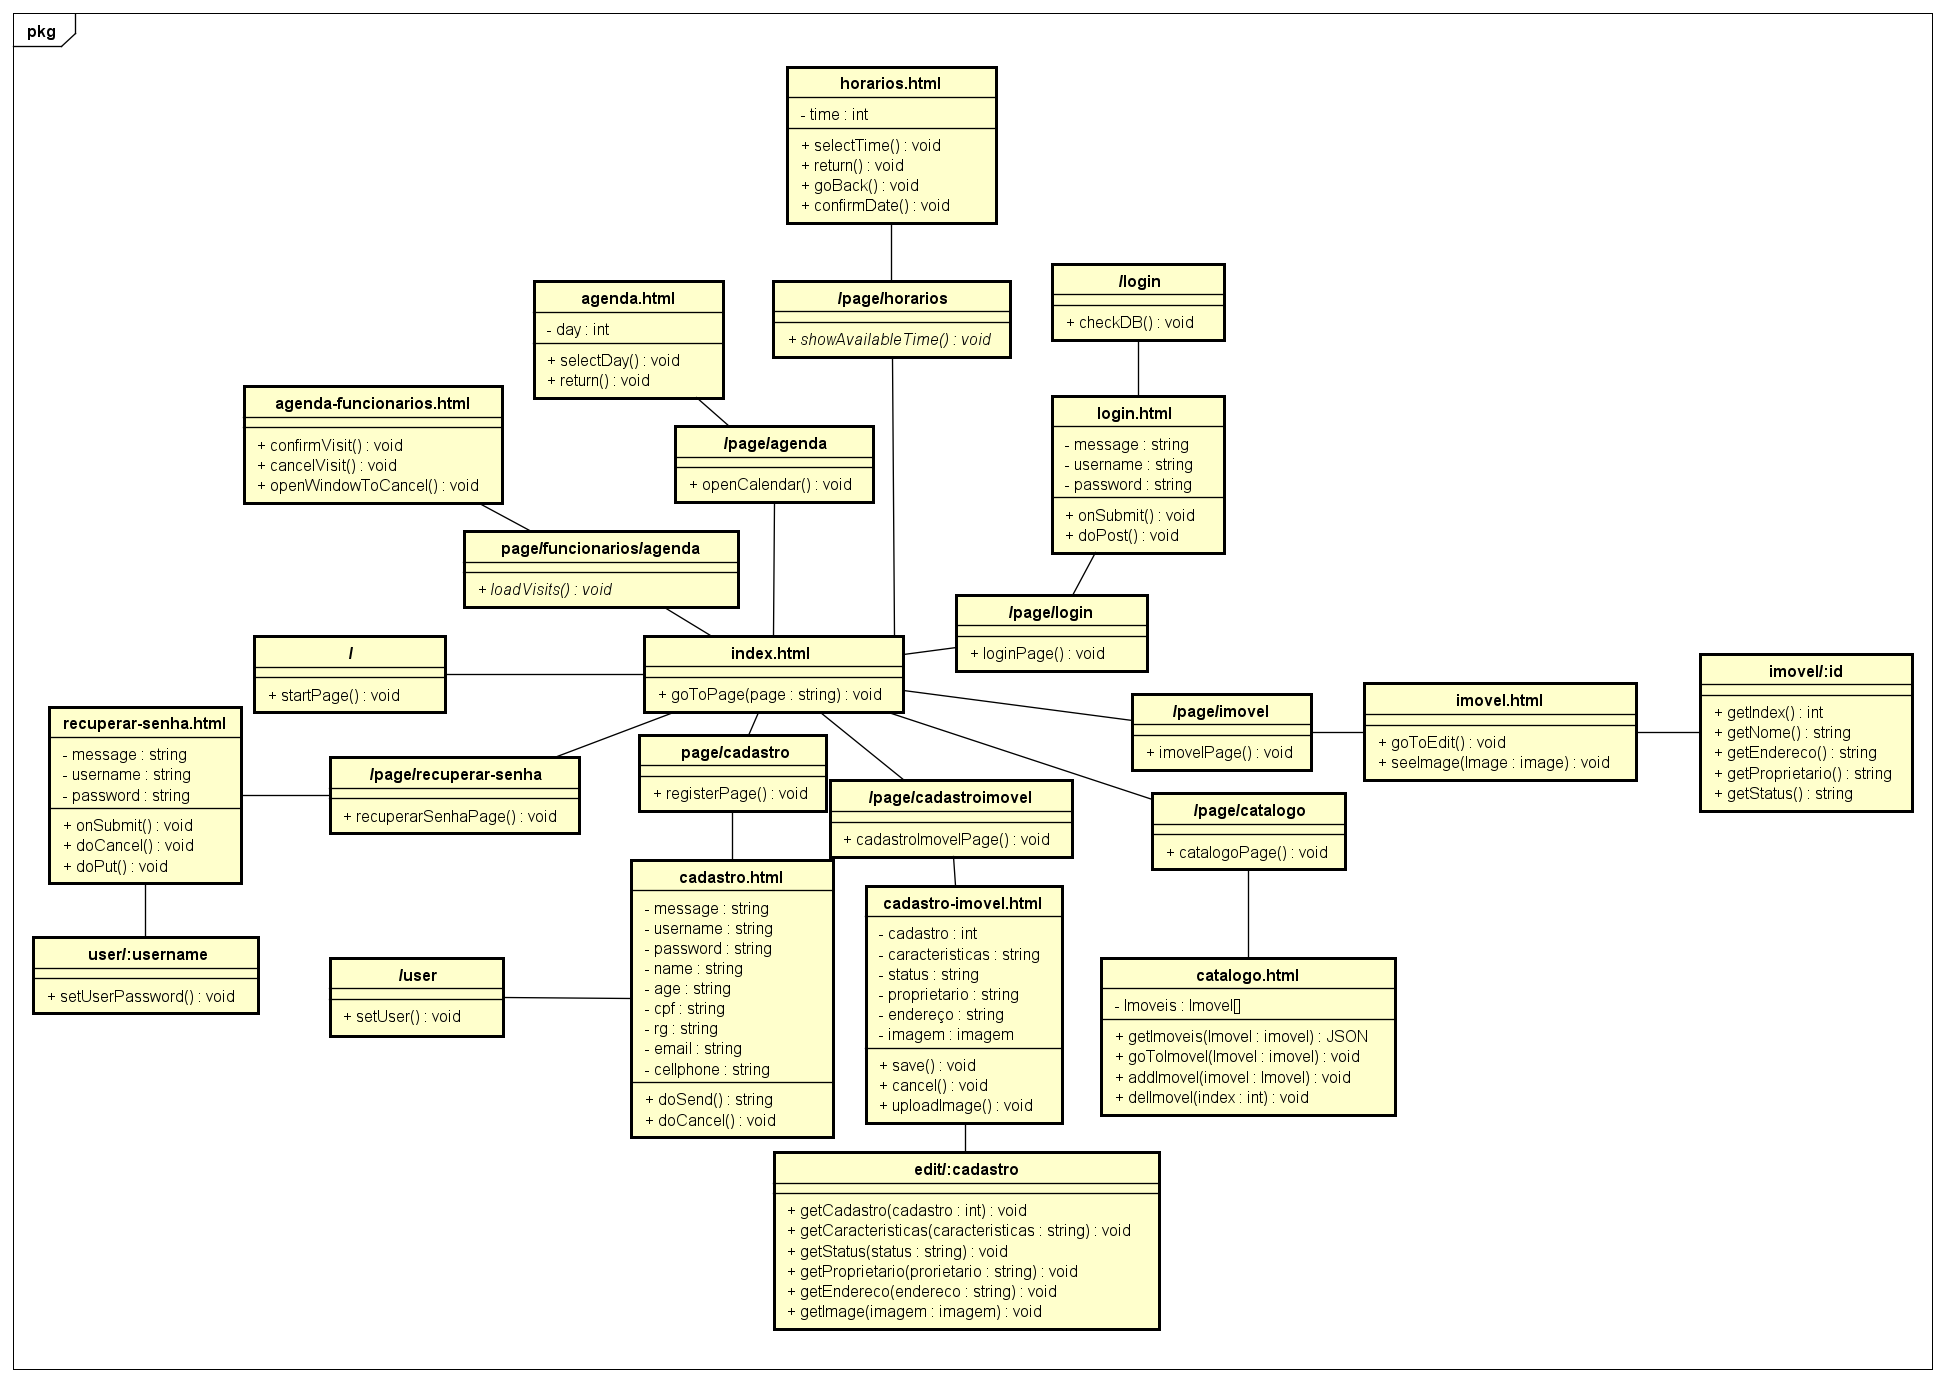 pkg
horarios.html
- time : int
+ selectTime() : void
+ return() : void
+ goBack() : void
+ confirmDate() : void
/page/horarios
+ showAvailableTime() : void
/login
+ checkDB() : void
agenda.html
- day : int
+ selectDay() : void
+ return() : void
agenda-funcionarios.html
+ confirmVisit() : void
+ cancelVisit() : void
+ openWindowToCancel() : void
/page/agenda
+ openCalendar() : void
login.html
- message : string
- username : string
- password : string
+ onSubmit() : void
+ doPost() : void
page/funcionarios/agenda
+ loadVisits() : void
/page/login
+ loginPage() : void
/
+ startPage() : void
index.html
+ goToPage(page : string) : void
/page/imovel
+ imovelPage() : void
imovel.html
+ goToEdit() : void
+ seeImage(Image : image) : void
imovel/:id
+ getIndex() : int
+ getNome() : string
+ getEndereco() : string
+ getProprietario() : string
+ getStatus() : string
recuperar-senha.html
- message : string
- username : string
- password : string
+ onSubmit() : void
+ doCancel() : void
+ doPut() : void
/page/recuperar-senha
+ recuperarSenhaPage() : void
page/cadastro
+ registerPage() : void
/page/cadastroimovel
+ cadastroImovelPage() : void
/page/catalogo
+ catalogoPage() : void
user/:username
+ setUserPassword() : void
/user
+ setUser() : void
cadastro.html
- message : string
- username : string
- password : string
- name : string
- age : string
- cpf : string
- rg : string
- email : string
- cellphone : string
+ doSend() : string
+ doCancel() : void
cadastro-imovel.html
- cadastro : int
- caracteristicas : string
- status : string
- proprietario : string
- endereço : string
- imagem : imagem
+ save() : void
+ cancel() : void
+ uploadImage() : void
catalogo.html
- Imoveis : Imovel[]
+ getImoveis(Imovel : imovel) : JSON
+ goToImovel(Imovel : imovel) : void
+ addImovel(imovel : Imovel) : void
+ delImovel(index : int) : void
edit/:cadastro
+ getCadastro(cadastro : int) : void
+ getCaracteristicas(caracteristicas : string) : void
+ getStatus(status : string) : void
+ getProprietario(prorietario : string) : void
+ getEndereco(endereco : string) : void
+ getImage(imagem : imagem) : void